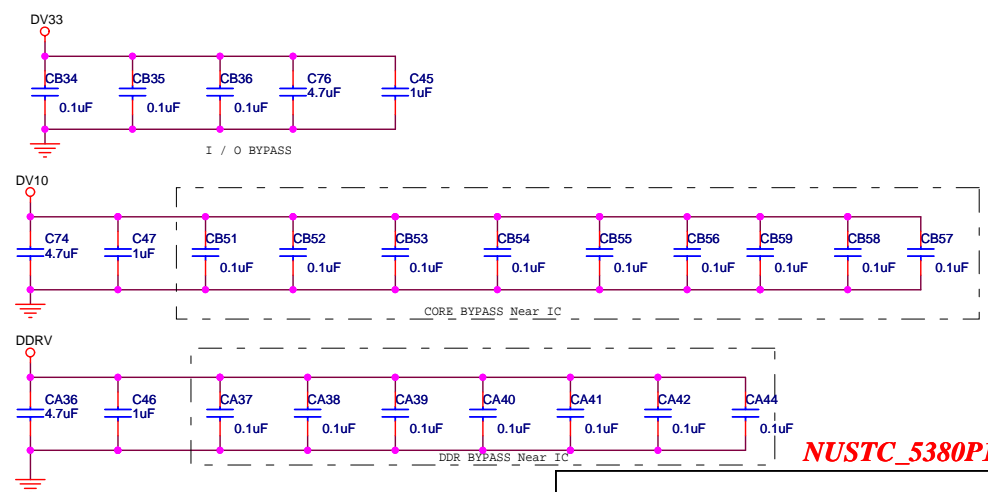 DV33
CB34 CB35 CB36 C76 C45
4.7uF 1uF
0.1uF 0.1uF 0.1uF
I / O BYPASS
DV10
C74 C47 CB51 CB52 CB53 CB54 CB55 CB56 CB59 CB58 CB57
4.7uF 1uF
0.1uF 0.1uF 0.1uF 0.1uF 0.1uF 0.1uF 0.1uF 0.1uF 0.1uF
CORE BYPASS Near IC
DDRV
CA36 C46 CA37 CA38 CA39 CA40 CA41 CA42 CA44
4.7uF 1uF
0.1uF 0.1uF 0.1uF 0.1uF 0.1uF 0.1uF 0.1uF
DDR BYPASS Near IC